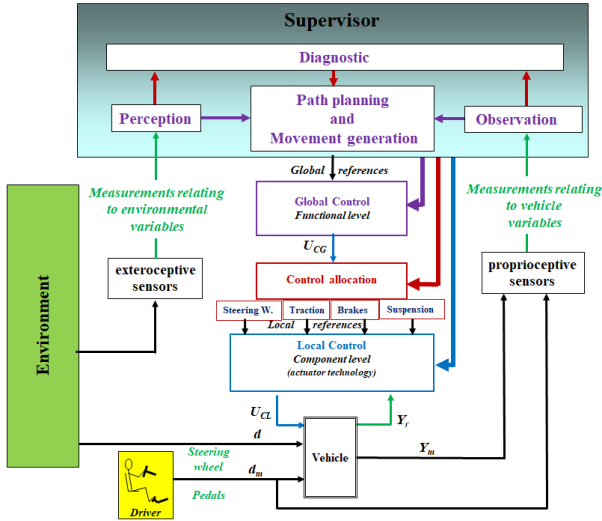 Supervisor
Diagnostic
Perception
Path planning
and
Movement generation
Observation
Global references
Measurements relating
to environmental
variables
Measurements relating
to vehicle
variables
Global Control
Functional level
U_CG
exteroceptive
sensors
Control allocation
proprioceptive
sensors
Steering W.
Traction
Brakes
Suspension
Local references
Local Control
Component level
(actuator technology)
Environment
U_CL
Y_r
d
Vehicle
Y_m
Steering
wheel
d_m
Pedals
Driver